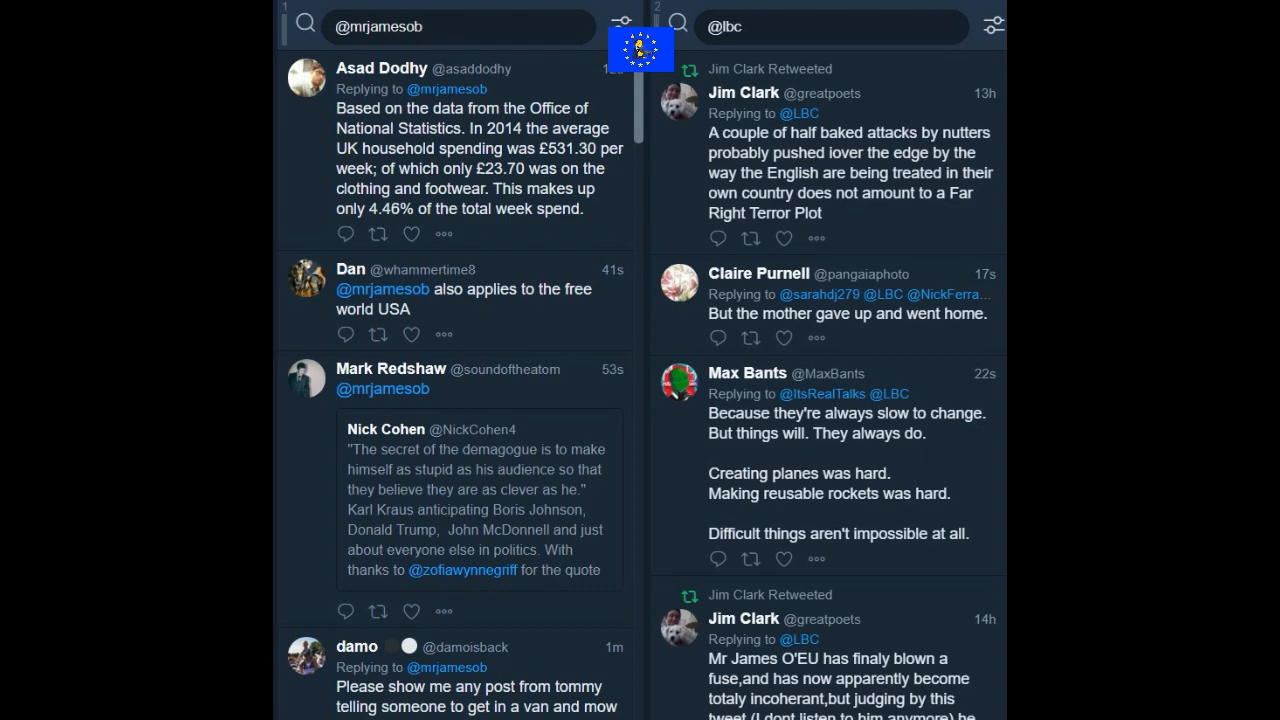 1
@mrjamesob
Asad Dodhy @asaddodhy
Replying to @mrjamesob
Based on the data from the Office of
National Statistics. In 2014 the average
UK household spending was £531.30 per
week; of which only £23.70 was on the
clothing and footwear. This makes up
only 4.46% of the total week spend.
Dan @whammertime8 41s
@mrjamesob also applies to the free
world USA
Mark Redshaw @soundoftheatom 53s
@mrjamesob
Nick Cohen @NickCohen4
"The secret of the demagogue is to make
himself as stupid as his audience so that
they believe they are as clever as he."
Karl Kraus anticipating Boris Johnson,
Donald Trump, John McDonnell and just
about everyone else in politics. With
thanks to @zofiawynnegriff for the quote
damo @damoisback 1m
Replying to @mrjamesob
Please show me any post from tommy
telling someone to get in a van and mow
2
@lbc
Jim Clark Retweeted
Jim Clark @greatpoets 13h
Replying to @LBC
A couple of half baked attacks by nutters
probably pushed iover the edge by the
way the English are being treated in their
own country does not amount to a Far
Right Terror Plot
Claire Purnell @pangaiaphoto 17s
Replying to @sarahdj279 @LBC @NickFerra...
But the mother gave up and went home.
Max Bants @MaxBants 22s
Replying to @ItsRealTalks @LBC
Because they're always slow to change.
But things will. They always do.
Creating planes was hard.
Making reusable rockets was hard.
Difficult things aren't impossible at all.
Jim Clark Retweeted
Jim Clark @greatpoets 14h
Replying to @LBC
Mr James O'EU has finaly blown a
fuse,and has now apparently become
totaly incoherant,but judging by this
tweet (I dont listen to him anymore) he